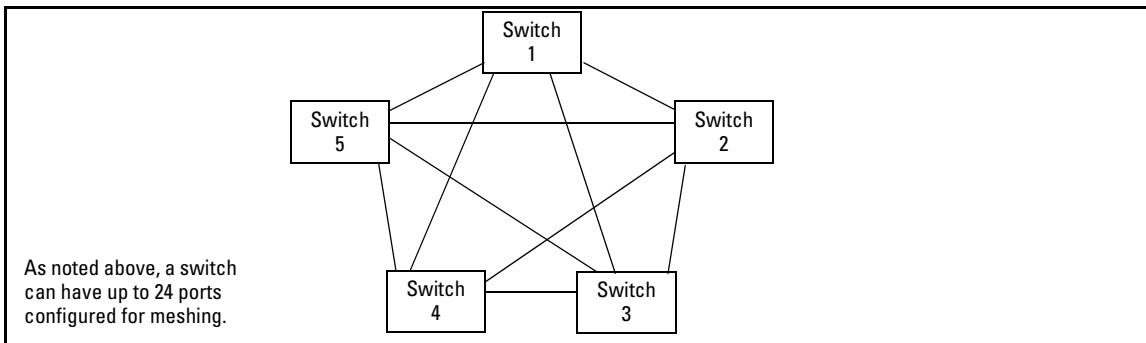 Switch
1
Switch
5
Switch
2
As noted above, a switch
can have up to 24 ports
configured for meshing.
Switch
4
Switch
3